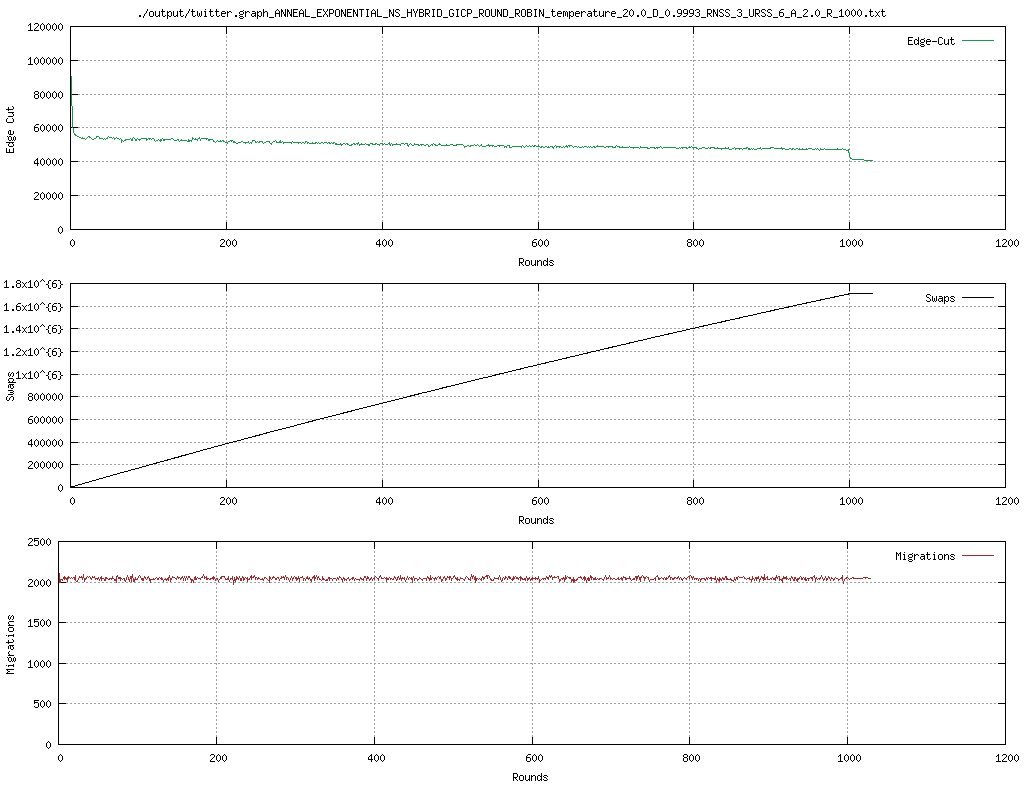 ./output/twitter.graph_ANNEAL_EXPONENTIAL_NS_HYBRID_GICP_ROUND_ROBIN_temperature_20.0_D_0.9993_RNSS_3_URSS_6_A_2.0_R_1000.txt
120000
100000
80000
60000
40000
20000
0
Edge Cut
Edge-Cut
0 200 400 600 800 1000 1200
Rounds
1.8x10^{6}
1.6x10^{6}
1.4x10^{6}
1.2x10^{6}
1x10^{6}
800000
600000
400000
200000
0
Swaps
Swaps
0 200 400 600 800 1000 1200
Rounds
2500
2000
1500
1000
500
0
Migrations
Migrations
0 200 400 600 800 1000 1200
Rounds